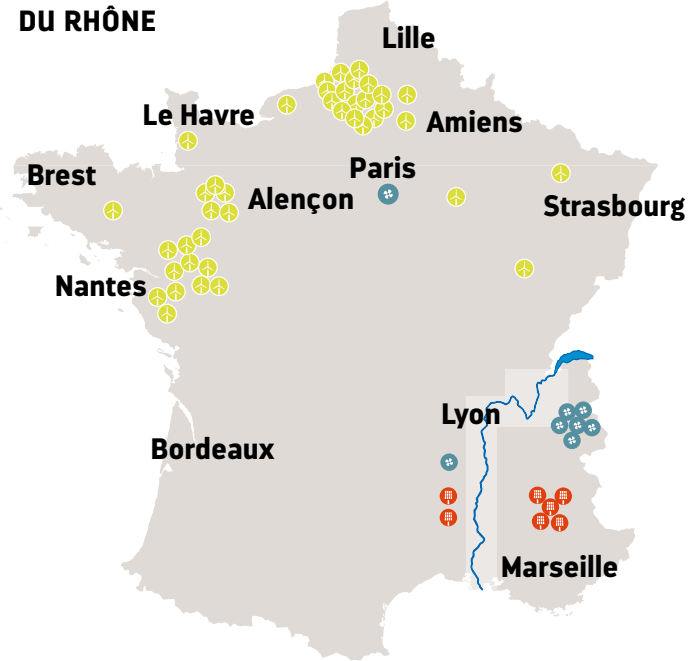 DU RHÔNE
Lille
Le Havre
Amiens
Paris
Brest
Alençon
Strasbourg
Nantes
Lyon
Bordeaux
Marseille